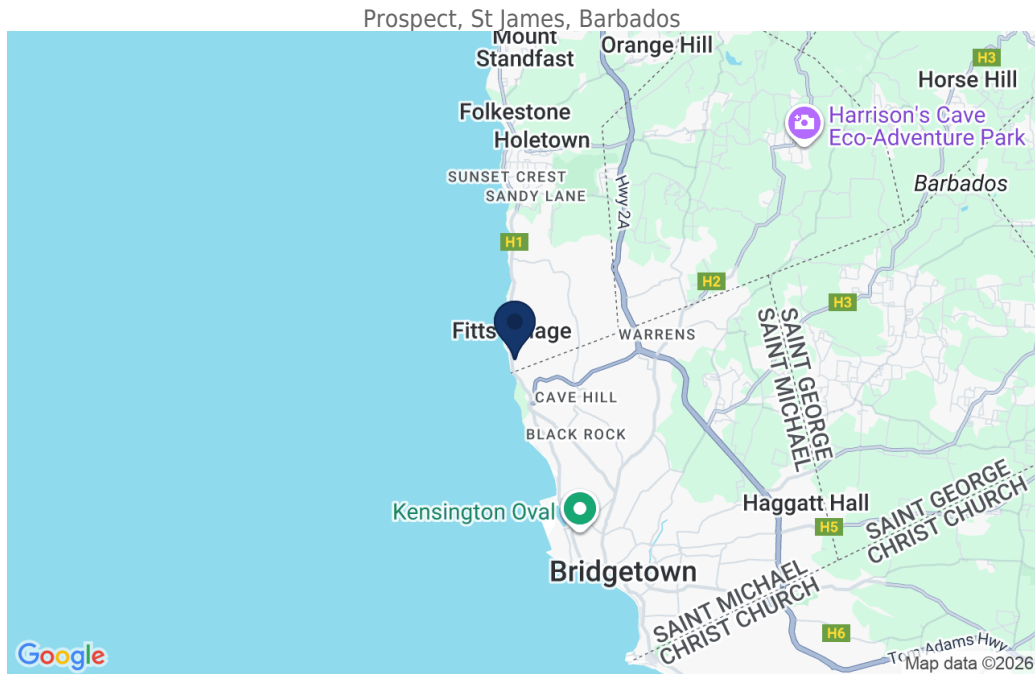 Prospect, St James, Barbados
Mount
Standfast
Orange Hill
H3
Horse Hill
Folkestone
Harrison's Cave
Eco-Adventure Park
Holetown
SUNSET CREST
SANDY LANE
Hwy 2A
Barbados
H1
H2
H3
Fitts
age
WARRENS
SAINT GEORGE
SAINT MICHAEL
CAVE HILL
BLACK ROCK
Kensington Oval
Haggatt Hall
H5
SAINT GEORGE
CHRIST CHURCH
Bridgetown
SAINT MICHAEL
CHRIST CHURCH
H6
Tom Adams Hwy
Google
Map data ©2026